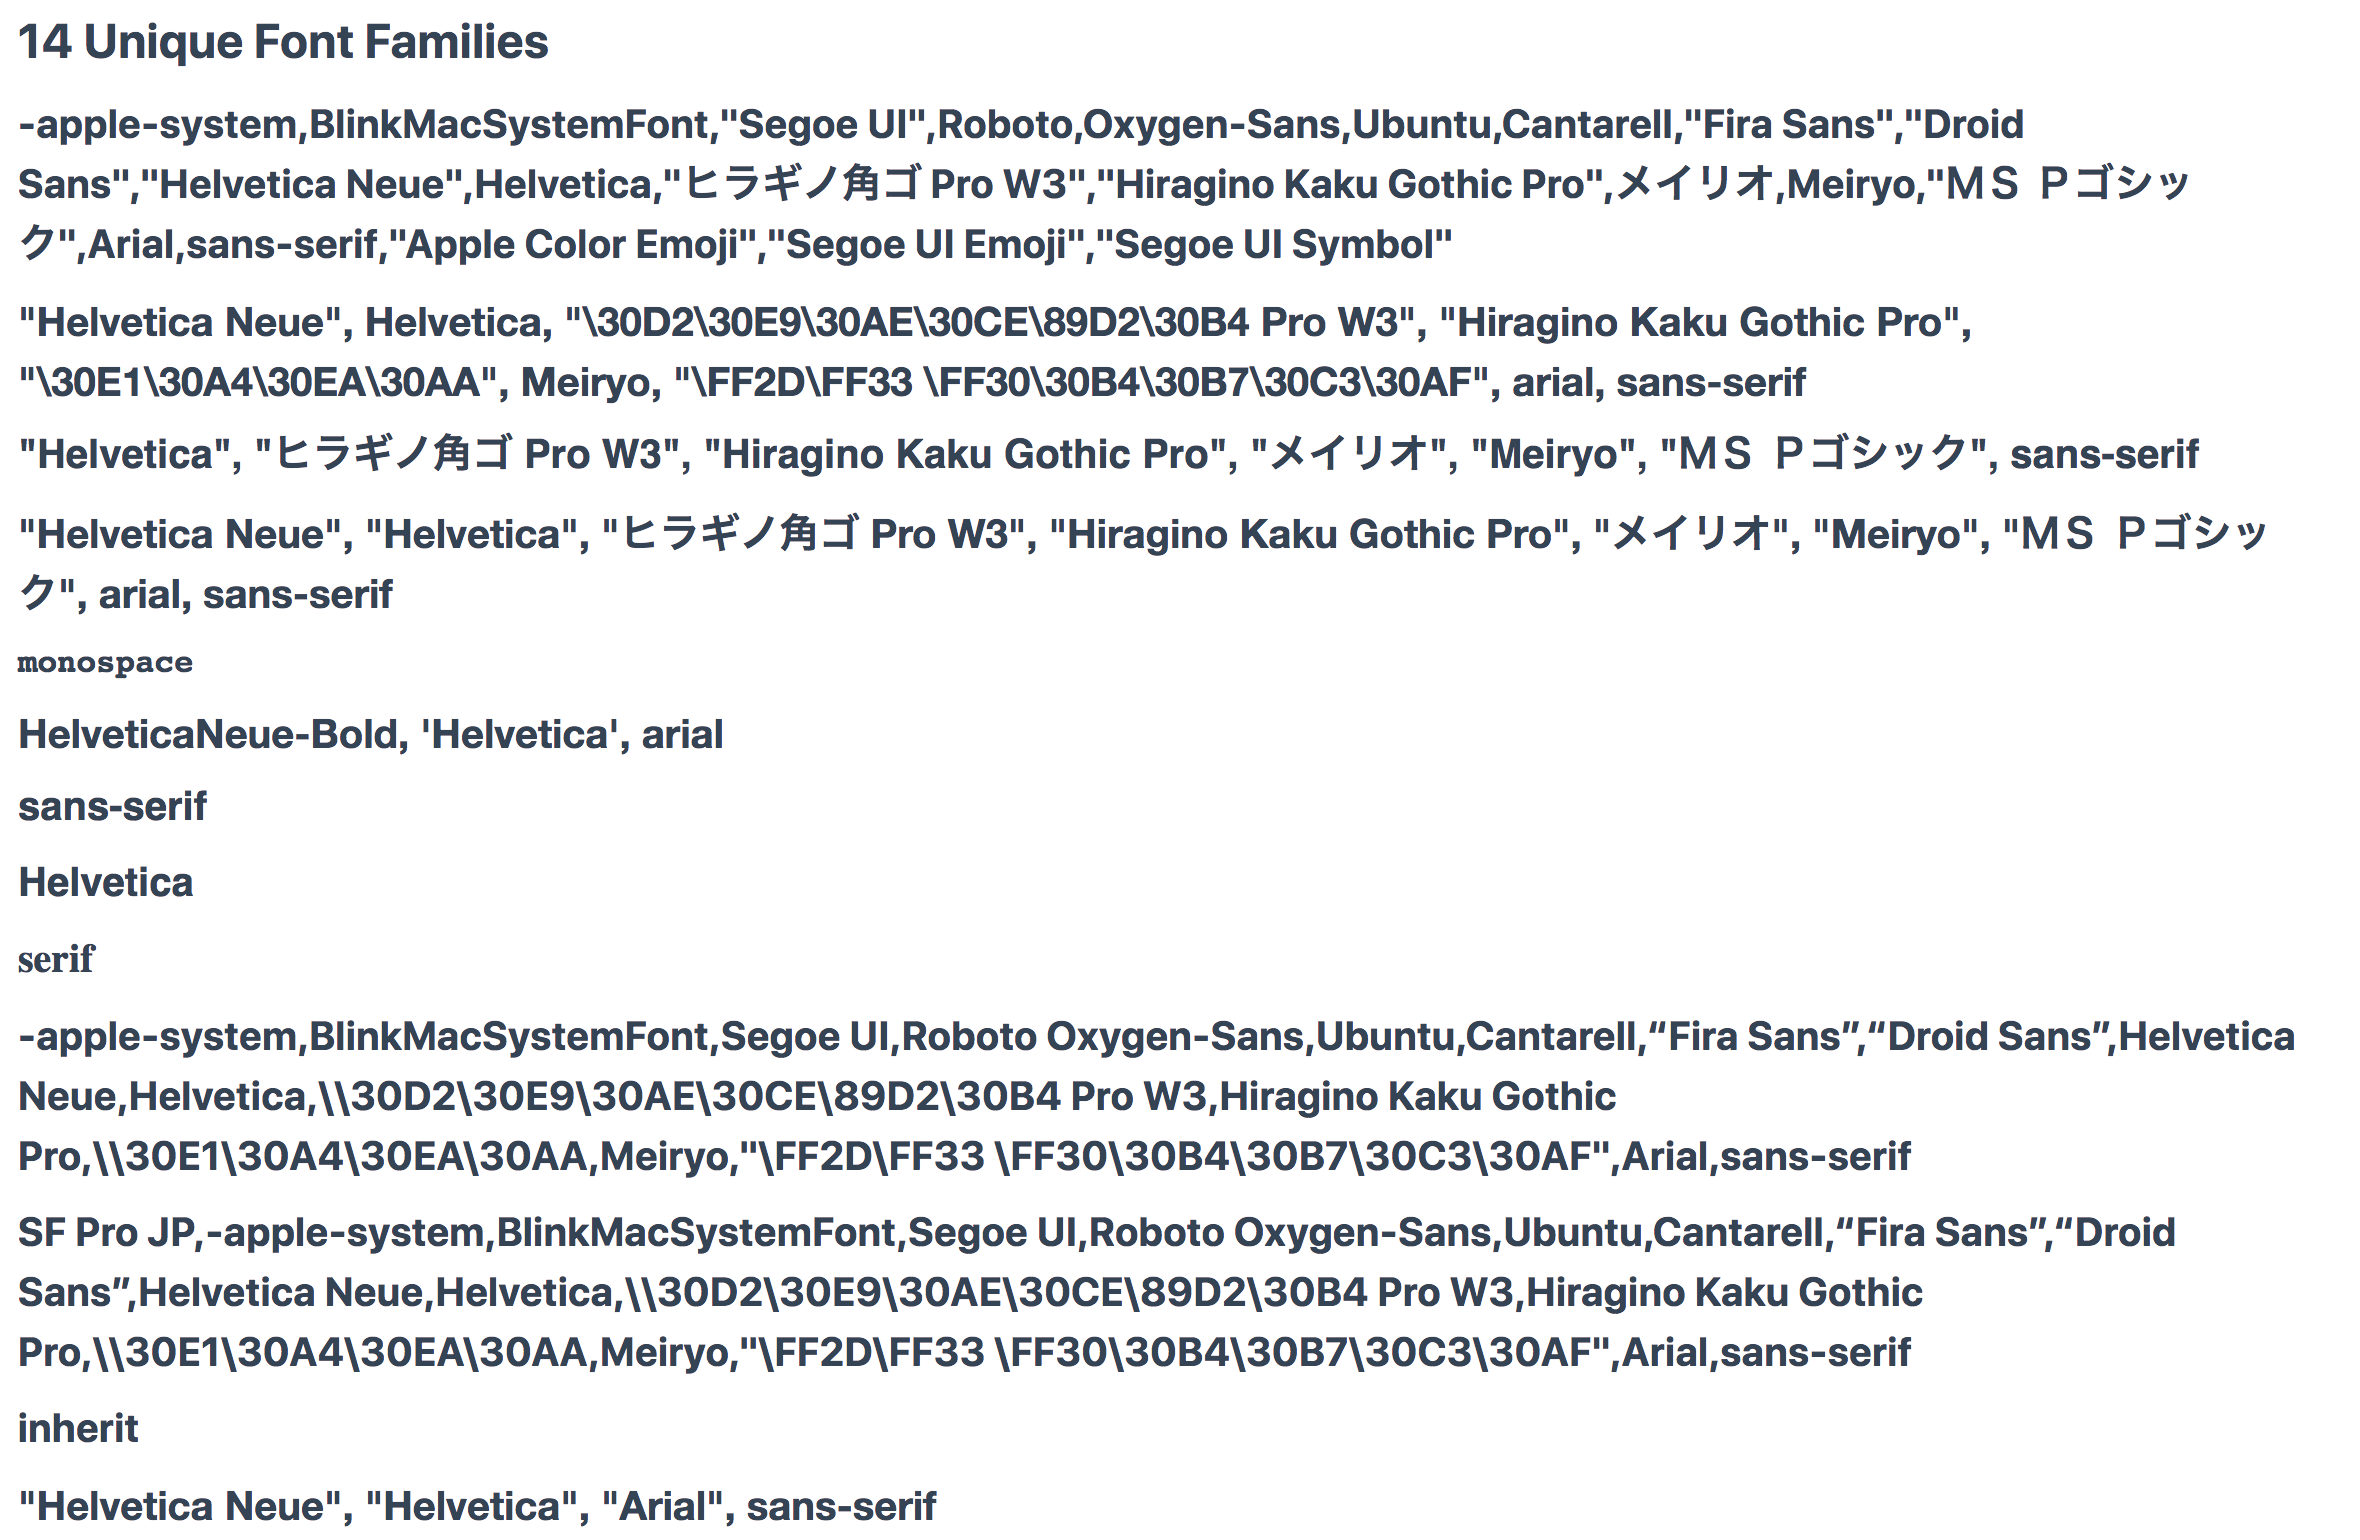 14 Unique Font Families
-apple-system,BlinkMacSystemFont,"Segoe UI",Roboto,Oxygen-Sans,Ubuntu,Cantarell,"Fira Sans","Droid
Sans","Helvetica Neue",Helvetica,"ヒラギノ角ゴ Pro W3","Hiragino Kaku Gothic Pro",メイリオ,Meiryo,"ＭＳ Ｐゴシッ
ク",Arial,sans-serif,"Apple Color Emoji","Segoe UI Emoji","Segoe UI Symbol"
"Helvetica Neue", Helvetica, "\30D2\30E9\30AE\30CE\89D2\30B4 Pro W3", "Hiragino Kaku Gothic Pro",
"\30E1\30A4\30EA\30AA", Meiryo, "\FF2D\FF33 \FF30\30B4\30B7\30C3\30AF", arial, sans-serif
"Helvetica", "ヒラギノ角ゴ Pro W3", "Hiragino Kaku Gothic Pro", "メイリオ", "Meiryo", "ＭＳ Ｐゴシック", sans-serif
"Helvetica Neue", "Helvetica", "ヒラギノ角ゴ Pro W3", "Hiragino Kaku Gothic Pro", "メイリオ", "Meiryo", "ＭＳ Ｐゴシッ
ク", arial, sans-serif
monospace
HelveticaNeue-Bold, 'Helvetica', arial
sans-serif
Helvetica
serif
-apple-system,BlinkMacSystemFont,Segoe UI,Roboto Oxygen-Sans,Ubuntu,Cantarell,“Fira Sans”,“Droid Sans”,Helvetica
Neue,Helvetica,\\30D2\30E9\30AE\30CE\89D2\30B4 Pro W3,Hiragino Kaku Gothic
Pro,\\30E1\30A4\30EA\30AA,Meiryo,"\FF2D\FF33 \FF30\30B4\30B7\30C3\30AF",Arial,sans-serif
SF Pro JP,-apple-system,BlinkMacSystemFont,Segoe UI,Roboto Oxygen-Sans,Ubuntu,Cantarell,“Fira Sans”,“Droid
Sans”,Helvetica Neue,Helvetica,\\30D2\30E9\30AE\30CE\89D2\30B4 Pro W3,Hiragino Kaku Gothic
Pro,\\30E1\30A4\30EA\30AA,Meiryo,"\FF2D\FF33 \FF30\30B4\30B7\30C3\30AF",Arial,sans-serif
inherit
"Helvetica Neue", "Helvetica", "Arial", sans-serif